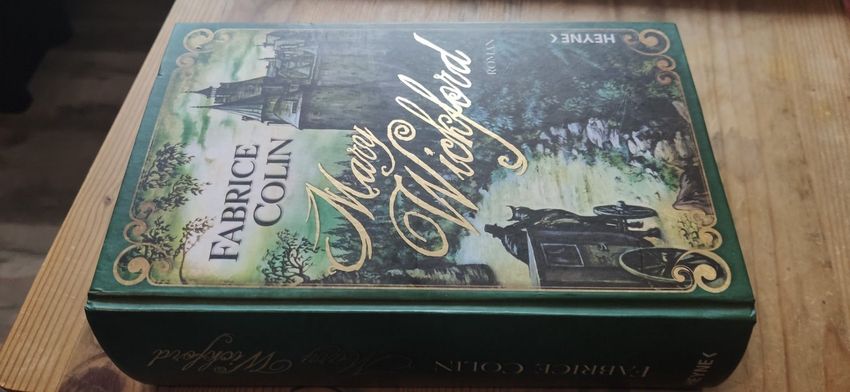 FABRICE
COLIN
Mary
Wickford
ROMAN
HEYNE<
FABRICE COLIN
Mary Wickford
HEYNE<